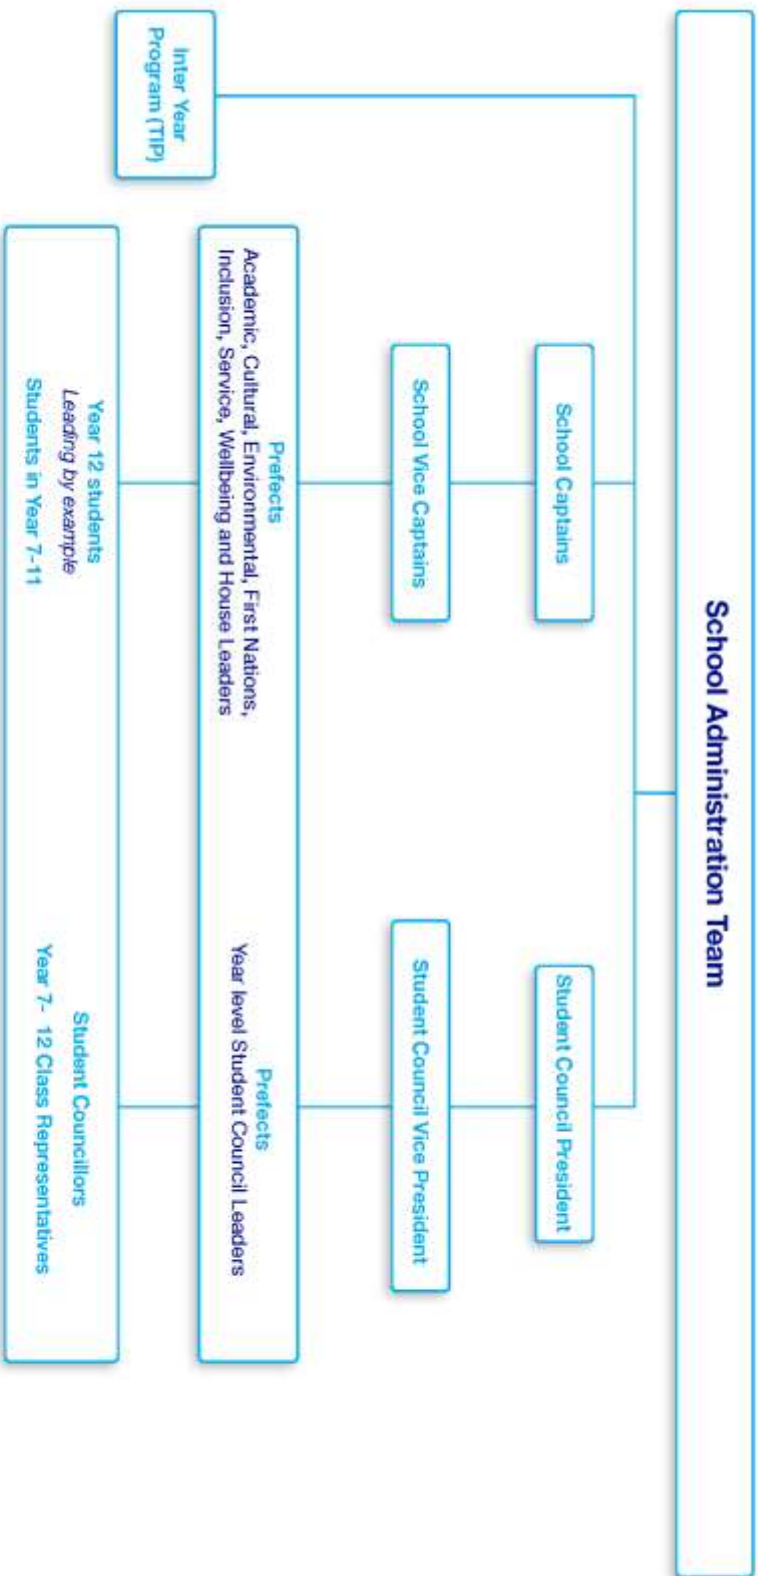 School Administration Team
School Captains
Student Council President
School Vice Captains
Student Council Vice President
Prefects
Academic, Cultural, Environmental, First Nations,
Inclusion, Service, Wellbeing and House Leaders
Prefects
Year level Student Council Leaders
Inter Year
Program (TIP)
Year 12 students
Leading by example
Students in Year 7-11
Student Councillors
Year 7- 12 Class Representatives